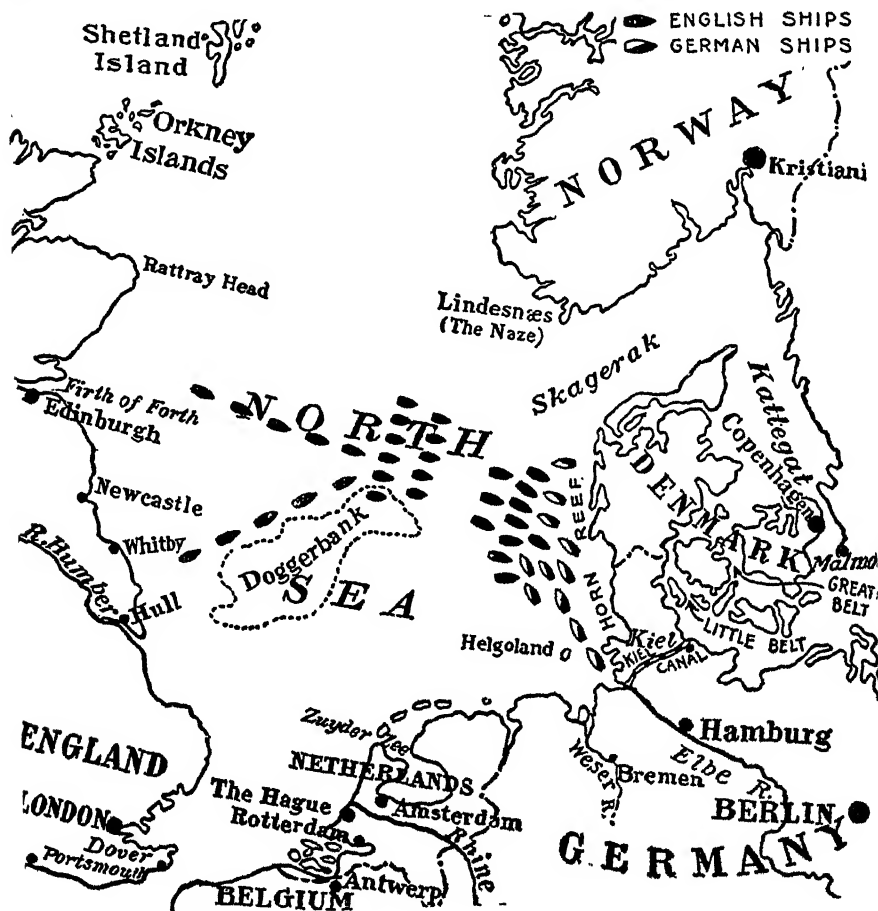 ENGLISH SHIPS
GERMAN SHIPS
Shetland
Island
Orkney
Islands
NORWAY
Kristiani
Rattray Head
Lindesnæs
(The Naze)
Skagerak
Kattegat
Firth of Forth
Edinburgh
NORTH
SEA
Copenhagen
DENMARK
HORN REEF
Newcastle
Whitby
R. Humber
Hull
Doggerbank
Malmo
GREAT
BELT
LITTLE BELT
Kiel
KIEL CANAL
Helgoland
Hamburg
Elbe R.
Weser R.
Bremen
BERLIN
GERMANY
Zuyder Zee
NETHERLANDS
The Hague
Amsterdam
Rotterdam
Rhine
ENGLAND
LONDON
Dover
Portsmouth
BELGIUM
Antwerp